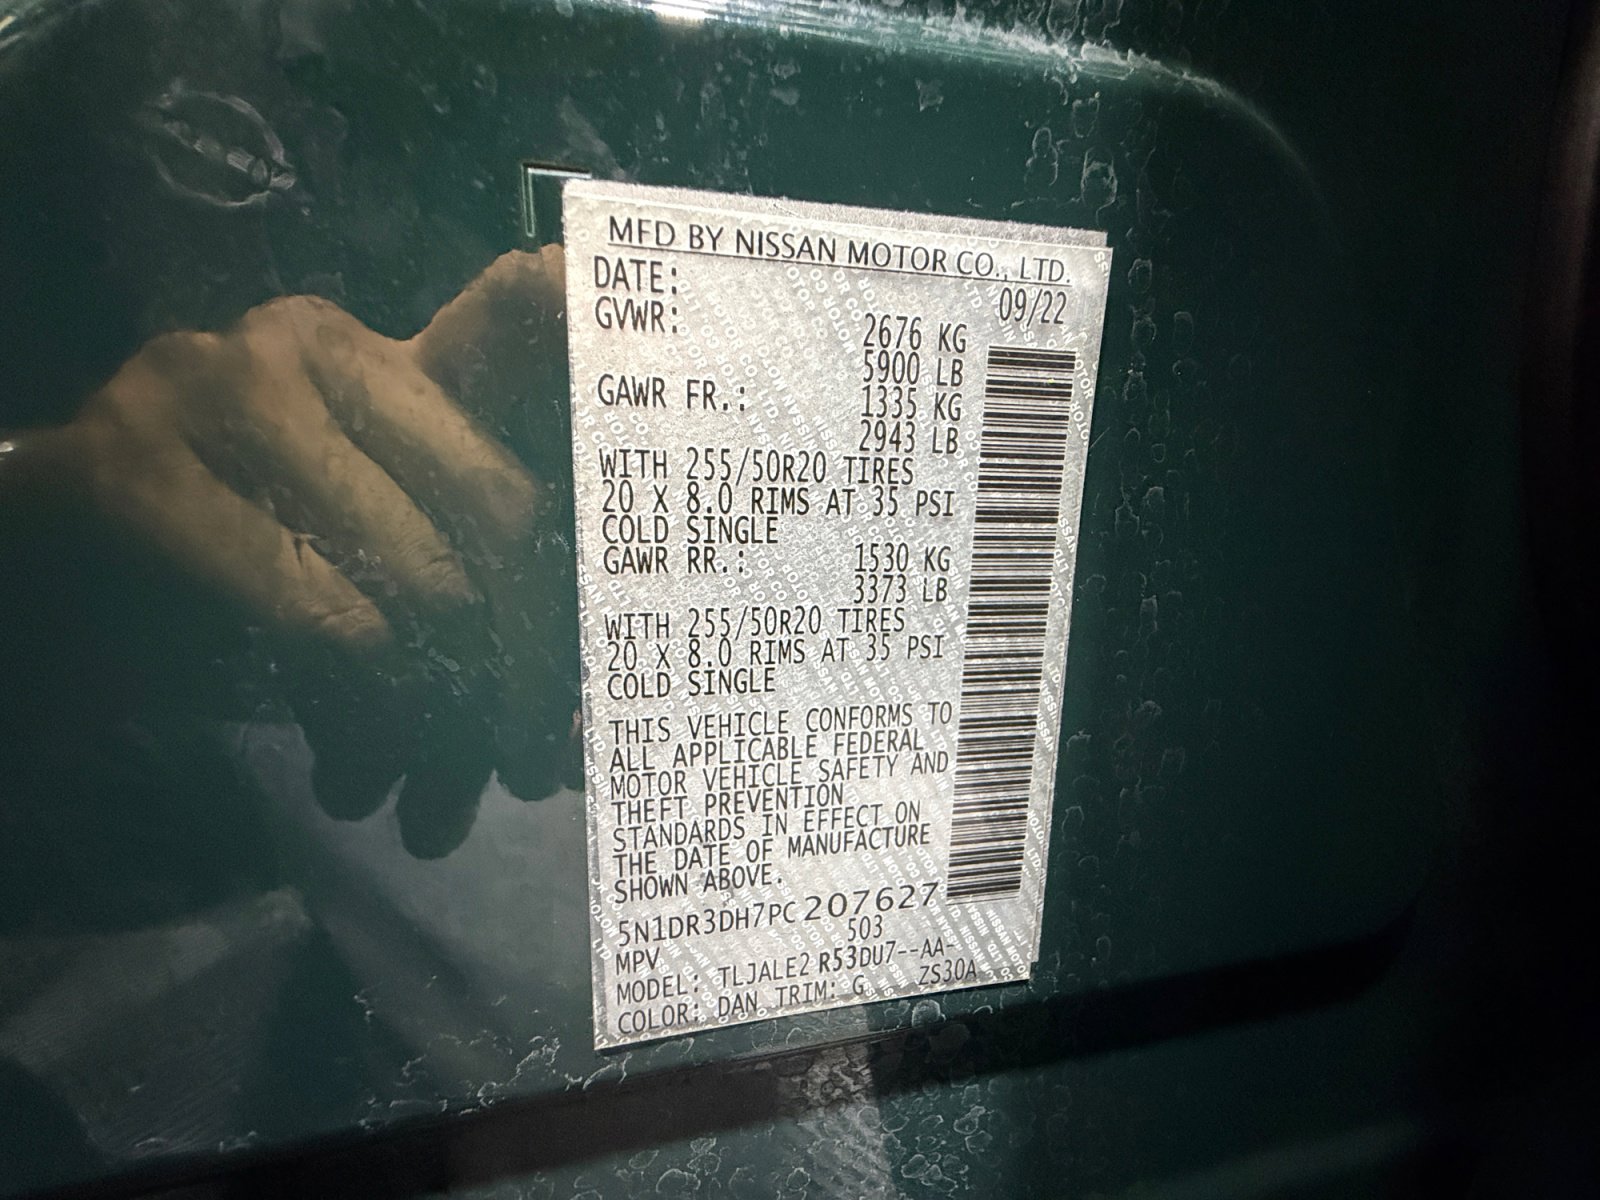 MFD BY NISSAN MOTOR CO., LTD.
DATE: 09/22
GVWR: 2676 KG
5900 LB
GAWR FR.: 1335 KG
2943 LB
WITH 255/50R20 TIRES
20 X 8.0 RIMS AT 35 PSI
COLD SINGLE
GAWR RR.: 1530 KG
3373 LB
WITH 255/50R20 TIRES
20 X 8.0 RIMS AT 35 PSI
COLD SINGLE
THIS VEHICLE CONFORMS TO
ALL APPLICABLE FEDERAL
MOTOR VEHICLE SAFETY AND
THEFT PREVENTION
STANDARDS IN EFFECT ON
THE DATE OF MANUFACTURE
SHOWN ABOVE.
5N1DR3DH7PC207627
MPV 503
MODEL: TLJALE2 R53DU7--AA-
COLOR: DAN TRIM: G ZS30A